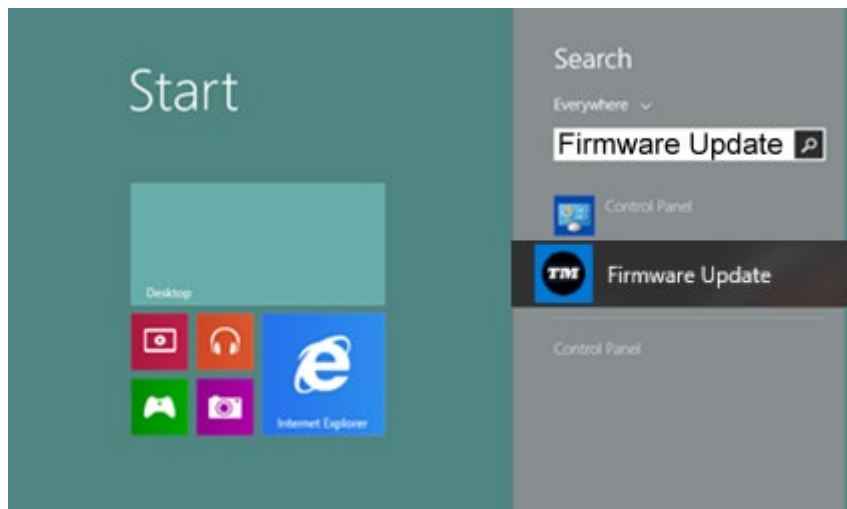 Start
Desktop
Internet Explorer
Search
Everywhere
Firmware Update
Control Panel
TM
Firmware Update
Control Panel